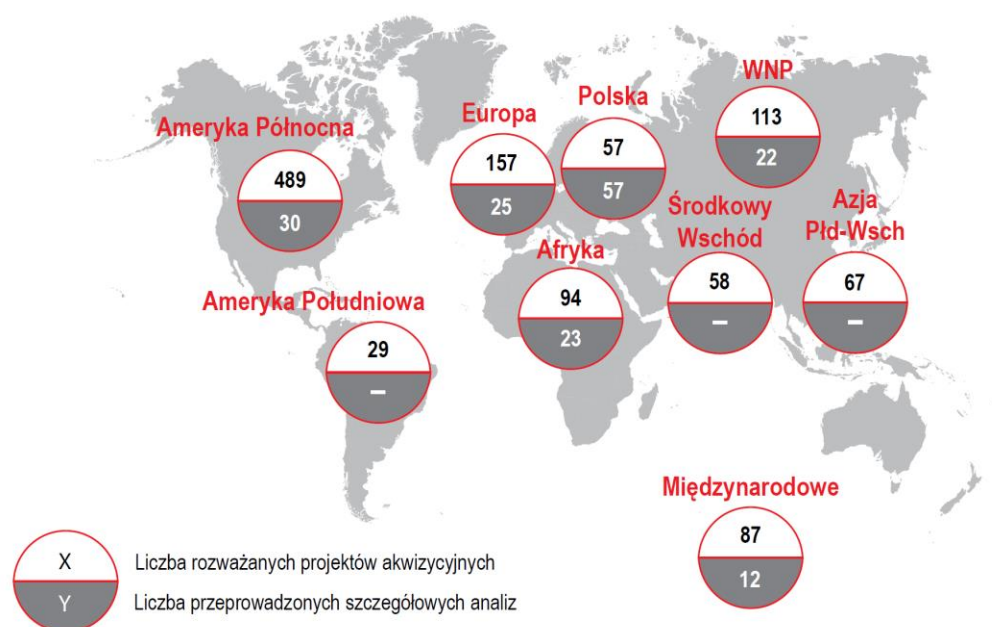 WNP
113
22
Polska
57
57
Europa
157
25
Ameryka Północna
489
30
Środkowy
Wschód
58
–
Azja
Płd-Wsch
67
–
Afryka
94
23
Ameryka Południowa
29
–
Międzynarodowe
87
12
X
Liczba rozważanych projektów akwizycyjnych
Y
Liczba przeprowadzonych szczegółowych analiz